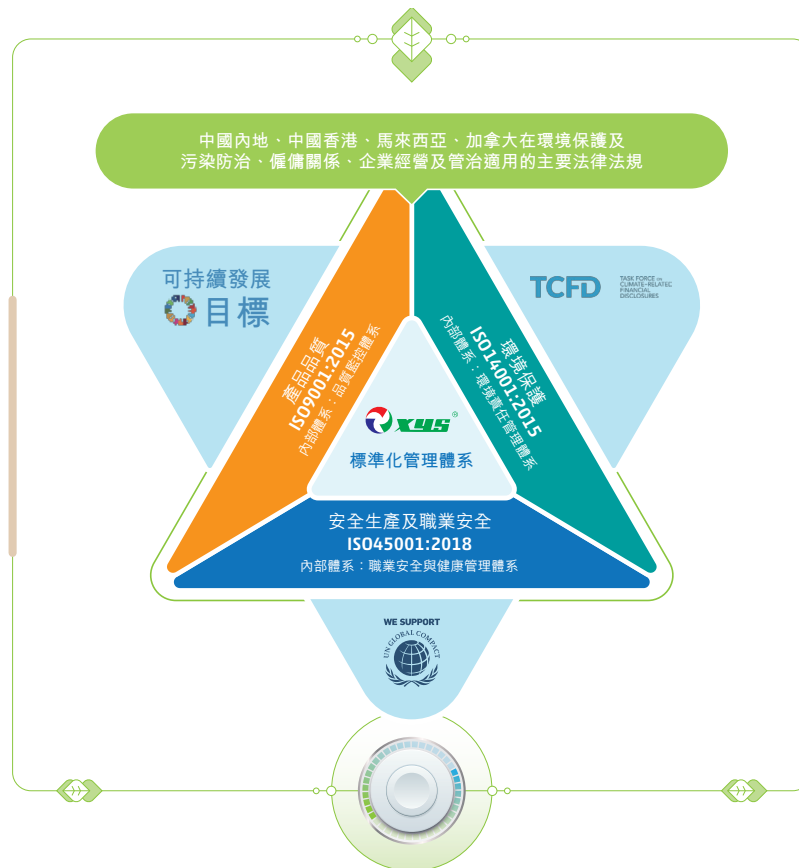 中國內地、中國香港、馬來西亞、加拿大在環境保護及
污染防治、僱傭關係、企業經營及管治適用的主要法律法規
可持續發展
目標
TCFD
TASK FORCE ON
CLIMATE-RELATED
FINANCIAL
DISCLOSURES
產品品質
ISO9001:2015
內部體系：品質監控體系
環境保護
ISO14001:2015
內部體系：環境責任管理體系
xys®
標準化管理體系
安全生產及職業安全
ISO45001:2018
內部體系：職業安全與健康管理體系
WE SUPPORT
UN GLOBAL COMPACT